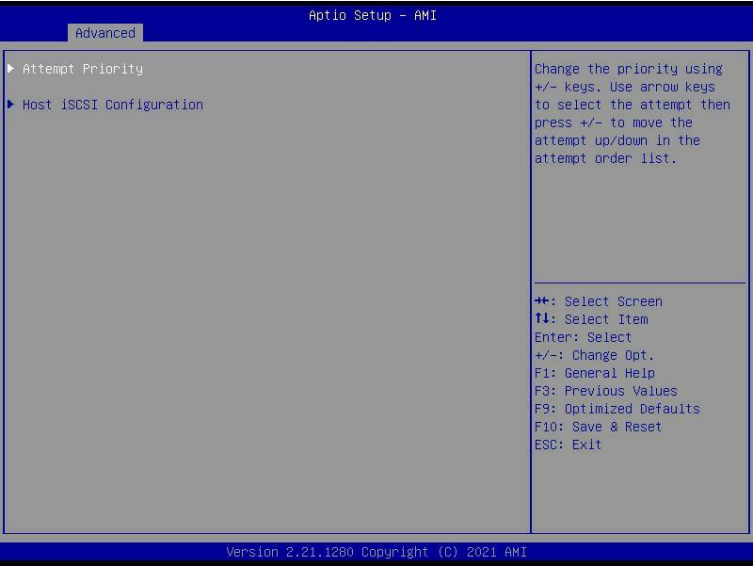 Aptio Setup - AMI
Advanced
▶ Attempt Priority
▶ Host iSCSI Configuration
Change the priority using
+/- keys. Use arrow keys
to select the attempt then
press +/- to move the
attempt up/down in the
attempt order list.
→←: Select Screen
↑↓: Select Item
Enter: Select
+/-: Change Opt.
F1: General Help
F3: Previous Values
F9: Optimized Defaults
F10: Save & Reset
ESC: Exit
Version 2.21.1280 Copyright (C) 2021 AMI